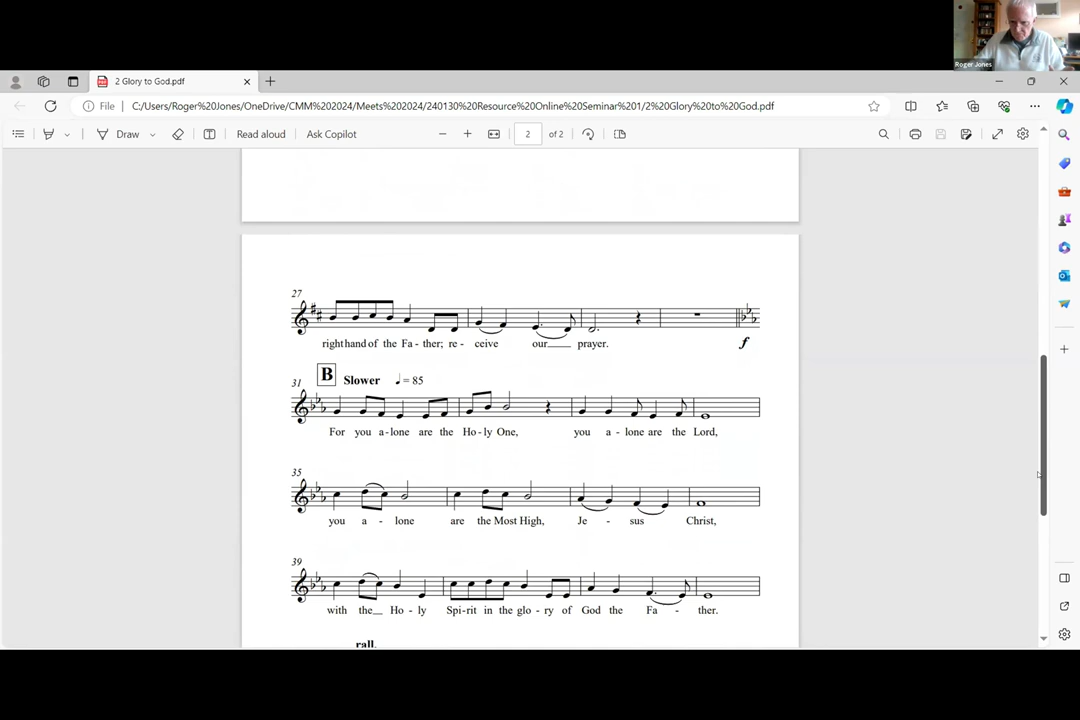 Roger Jones
2 Glory to God.pdf
File C:/Users/Roger%20Jones/OneDrive/CMM%202024/Meets%202024/240130%20Resource%20Online%20Seminar%201/2%20Glory%20to%20God.pdf
Draw Read aloud Ask Copilot 2 of 2
27
right hand of the Fa - ther; re - ceive our___ prayer.
f
B Slower ♩ = 85
31
For you a - lone are the Ho - ly One, you a - lone are the Lord,
35
you a - lone are the Most High, Je - sus Christ,
39
with the__ Ho - ly Spi - rit in the glo - ry of God the Fa - ther.
rall.